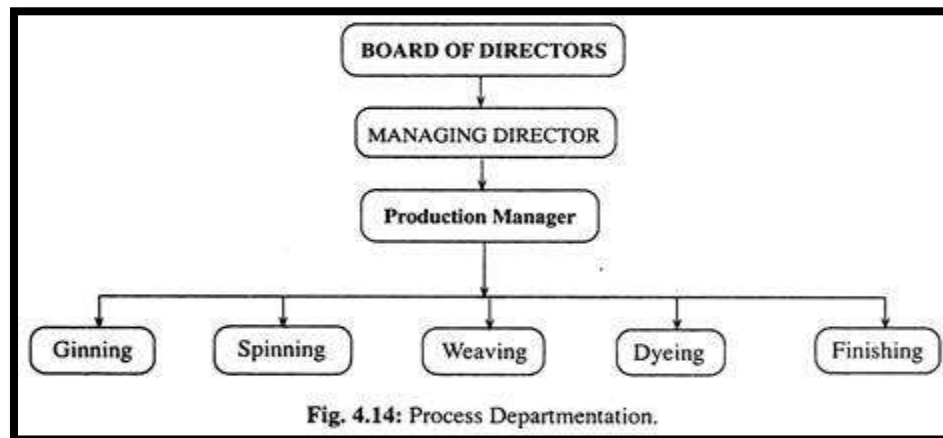 BOARD OF DIRECTORS
MANAGING DIRECTOR
Production Manager
Ginning
Spinning
Weaving
Dyeing
Finishing
Fig. 4.14: Process Departmentation.